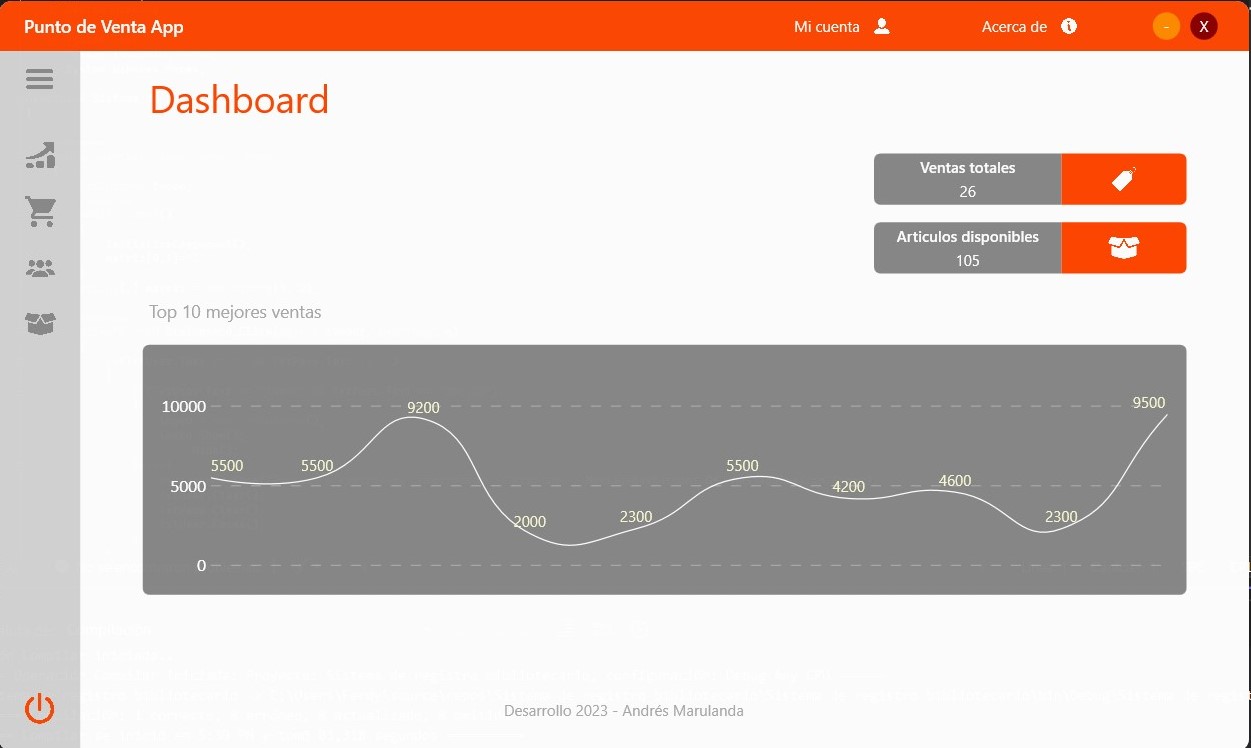 Punto de Venta App
Mi cuenta
Acerca de
-
X
Dashboard
Ventas totales
26
Articulos disponibles
105
Top 10 mejores ventas
10000
5000
0
5500
5500
9200
2000
2300
5500
4200
4600
2300
9500
Desarrollo 2023 - Andrés Marulanda